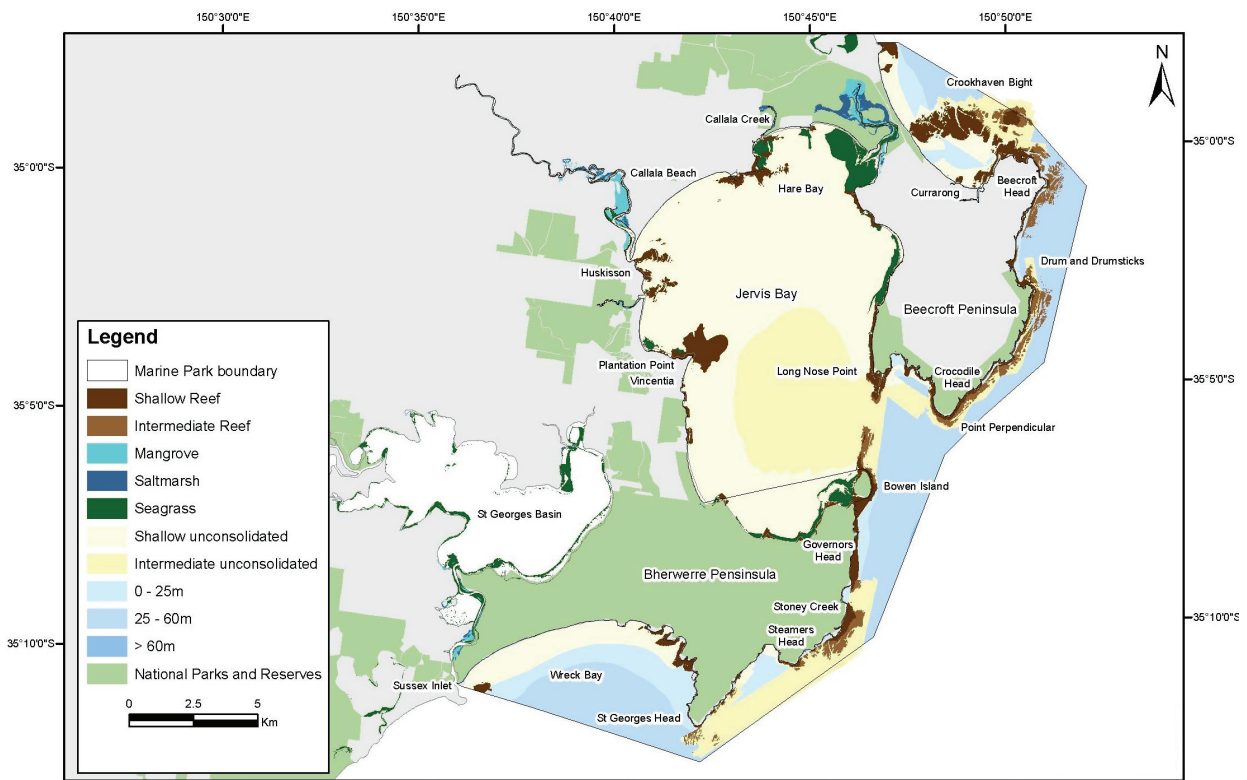 150°30'0"E
150°35'0"E
150°40'0"E
150°45'0"E
150°50'0"E
N
Crookhaven Bight
Callala Creek
35°0'0"S
35°0'0"S
Callala Beach
Hare Bay
Currarong
Beecroft
Head
Huskisson
Drum and Drumsticks
Jervis Bay
Beecroft Peninsula
Plantation Point
Vincentia
Long Nose Point
Crocodile
Head
35°5'0"S
35°5'0"S
Point Perpendicular
Bowen Island
St Georges Basin
Governors
Head
Bherwerre Pensinsula
Stoney Creek
Steamers
Head
35°10'0"S
35°10'0"S
Wreck Bay
Sussex Inlet
St Georges Head
Legend
Marine Park boundary
Shallow Reef
Intermediate Reef
Mangrove
Saltmarsh
Seagrass
Shallow unconsolidated
Intermediate unconsolidated
0 - 25m
25 - 60m
> 60m
National Parks and Reserves
0 2.5 5
Km